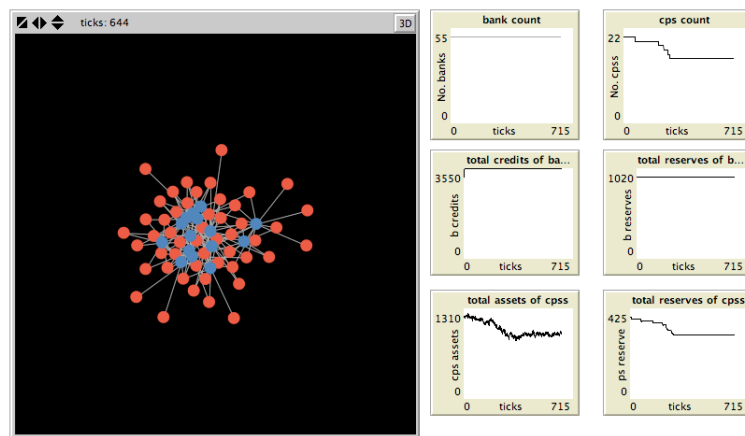 ticks: 644
3D
bank count
55
No. banks
0
0 ticks 715
cps count
22
No. cpss
0
0 ticks 715
total credits of ba...
3550
b credits
0
0 ticks 715
total reserves of b...
1020
b reserves
0
0 ticks 715
total assets of cpss
1310
cps assets
0
0 ticks 715
total reserves of cpss
425
ps reserve
0
0 ticks 715